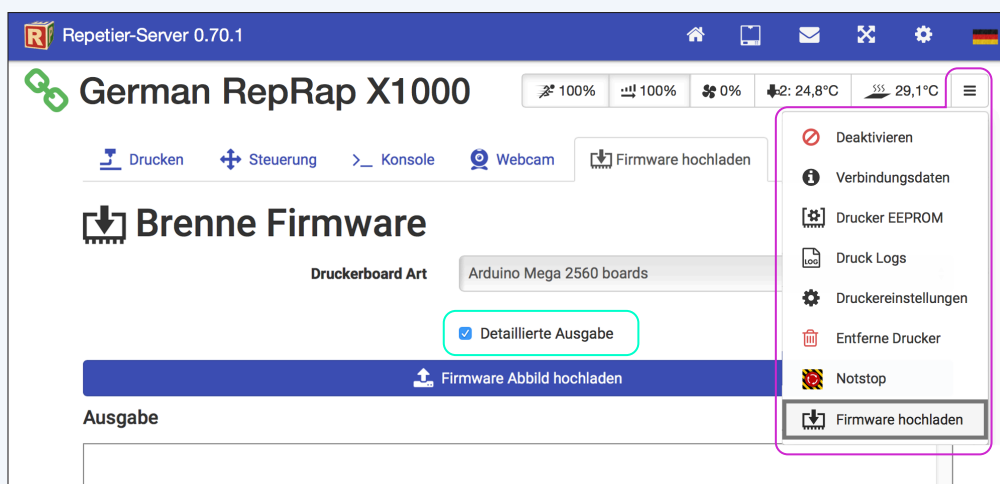 Repetier-Server 0.70.1
German RepRap X1000
100% 100% 0% 2: 24,8°C 29,1°C
Drucken Steuerung Konsole Webcam Firmware hochladen
Brenne Firmware
Druckerboard Art Arduino Mega 2560 boards
Detaillierte Ausgabe
Firmware Abbild hochladen
Ausgabe
Deaktivieren
Verbindungsdaten
Drucker EEPROM
LOG Druck Logs
Druckereinstellungen
Entferne Drucker
Notstop
Firmware hochladen